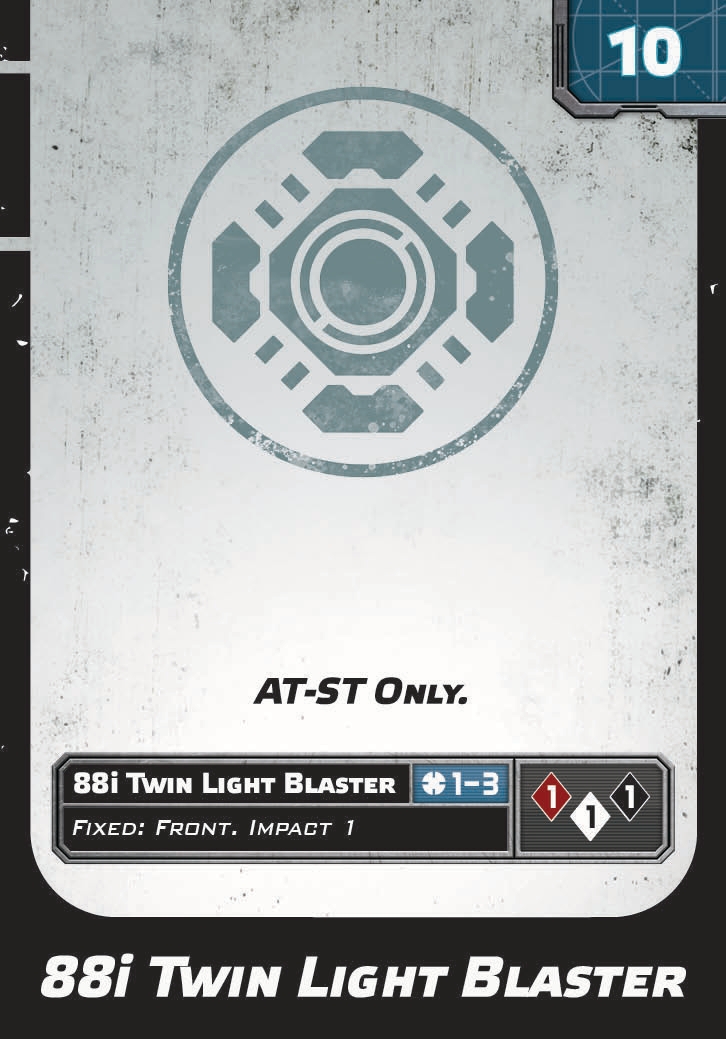 10
AT-ST Only.
88i Twin Light Blaster 1–3
Fixed: Front. Impact 1
1 1 1
88i Twin Light Blaster